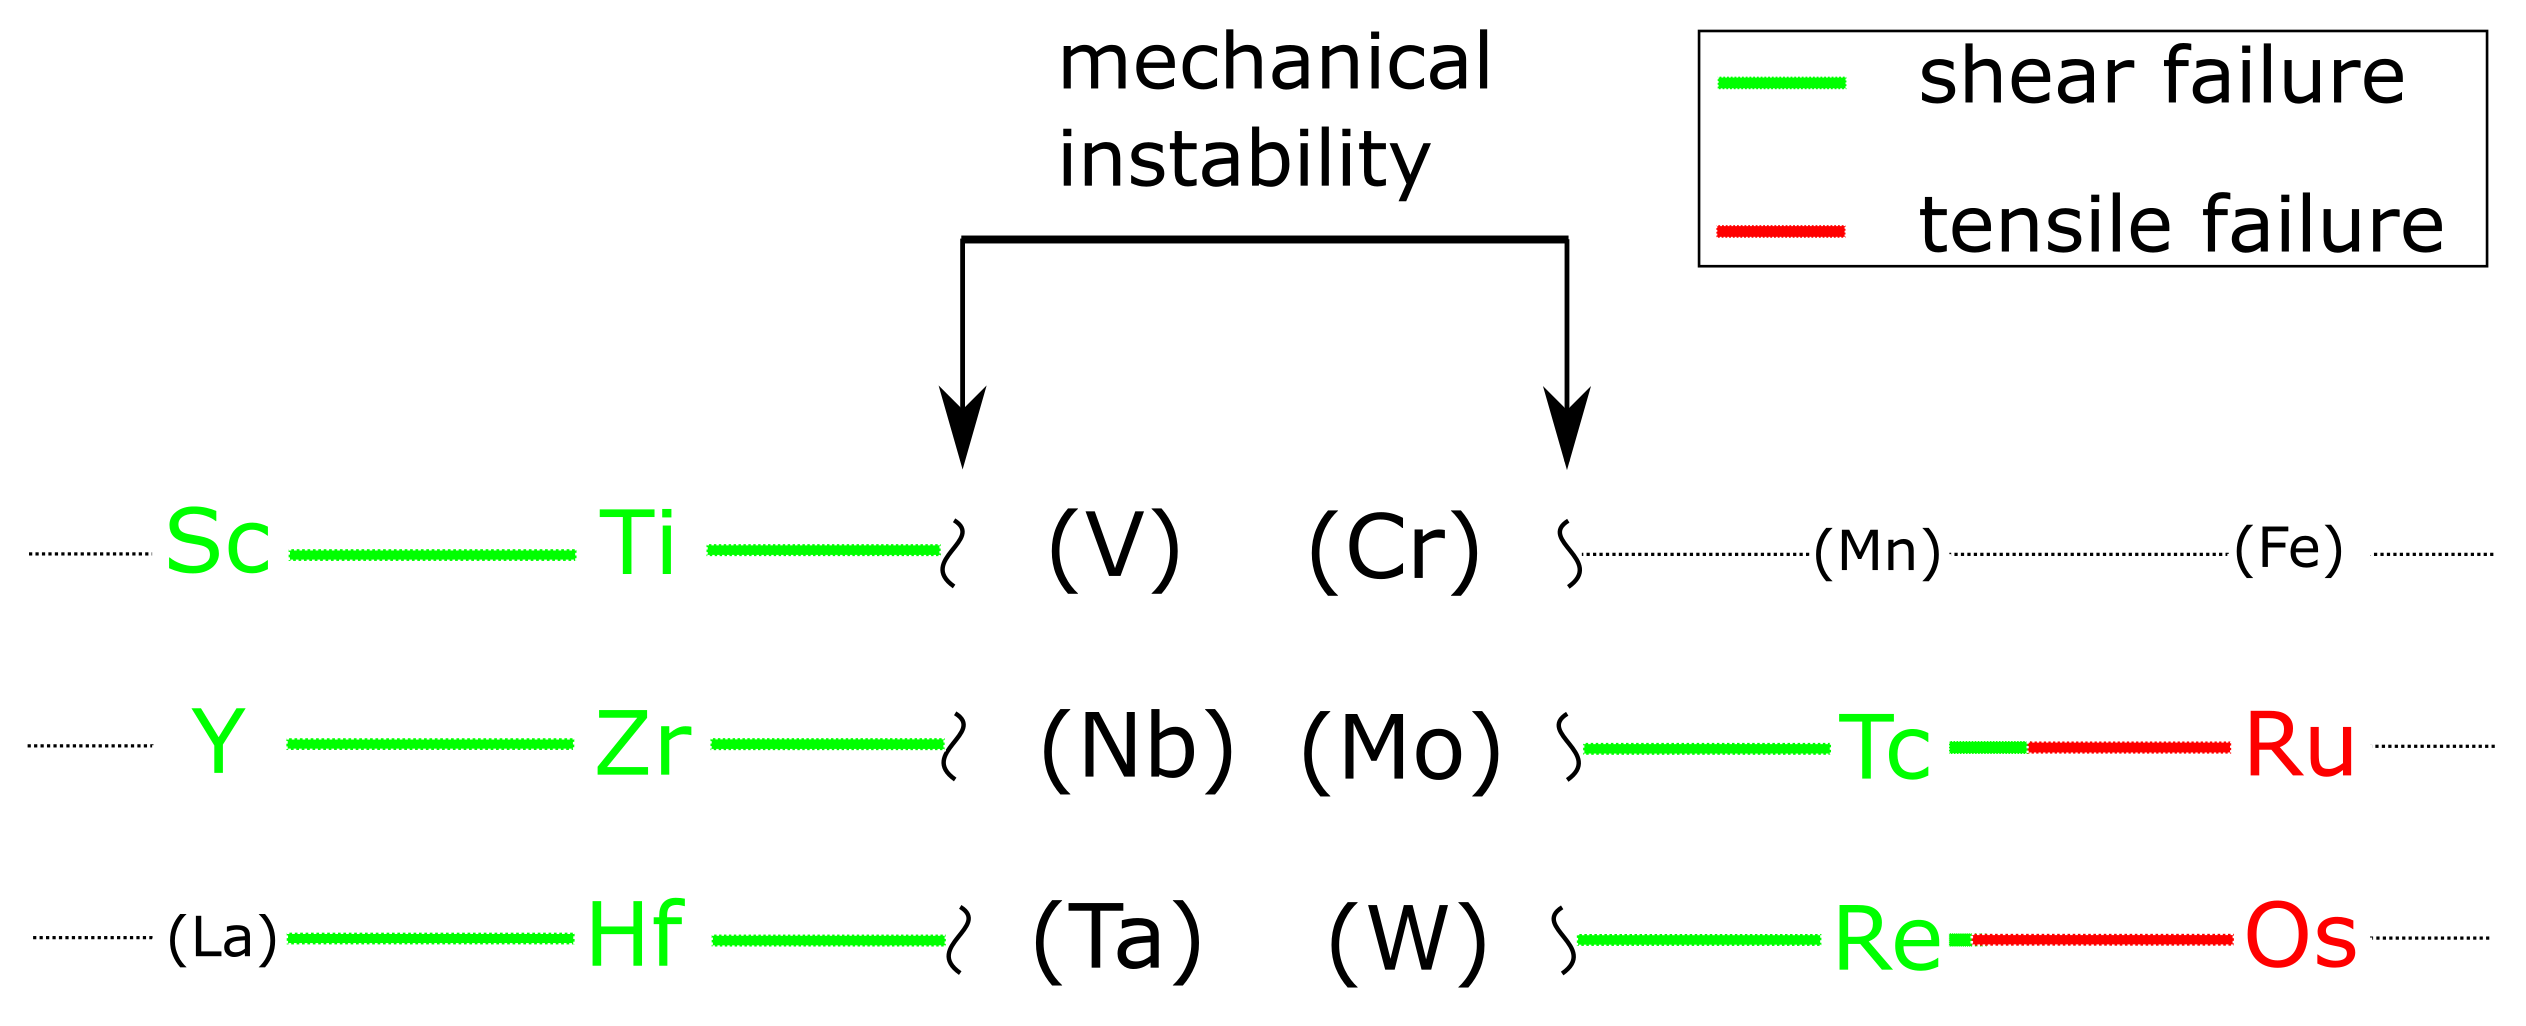 mechanical
instability
shear failure
tensile failure
Sc Ti (V) (Cr) (Mn) (Fe)
Y Zr (Nb) (Mo) Tc Ru
(La) Hf (Ta) (W) Re Os